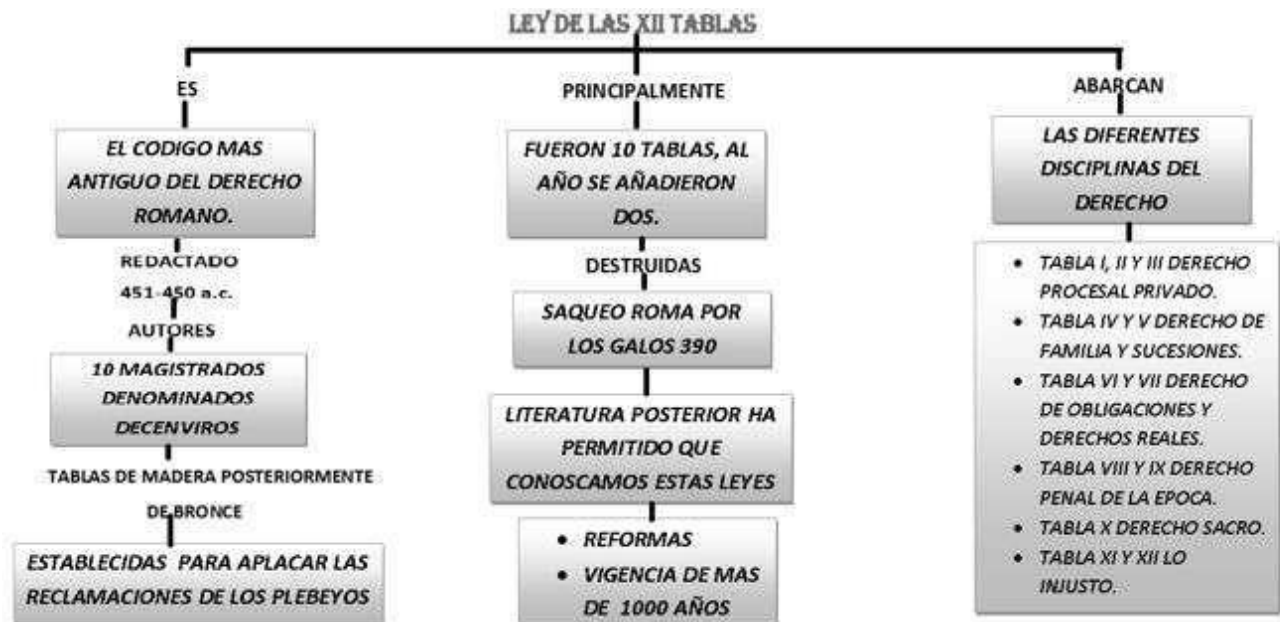 LEY DE LAS XII TABLAS
ES
EL CODIGO MAS
ANTIGUO DEL DERECHO
ROMANO.
REDACTADO
451-450 a.c.
AUTORES
10 MAGISTRADOS
DENOMINADOS
DECENVIROS
TABLAS DE MADERA POSTERIORMENTE
DE BRONCE
ESTABLECIDAS PARA APLACAR LAS
RECLAMACIONES DE LOS PLEBEYOS
PRINCIPALMENTE
FUERON 10 TABLAS, AL
AÑO SE AÑADIERON
DOS.
DESTRUIDAS
SAQUEO ROMA POR
LOS GALOS 390
LITERATURA POSTERIOR HA
PERMITIDO QUE
CONOSCAMOS ESTAS LEYES
• REFORMAS
• VIGENCIA DE MAS
DE 1000 AÑOS
ABARCAN
LAS DIFERENTES
DISCIPLINAS DEL
DERECHO
• TABLA I, II Y III DERECHO
PROCESAL PRIVADO.
• TABLA IV Y V DERECHO DE
FAMILIA Y SUCESIONES.
• TABLA VI Y VII DERECHO
DE OBLIGACIONES Y
DERECHOS REALES.
• TABLA VIII Y IX DERECHO
PENAL DE LA EPOCA.
• TABLA X DERECHO SACRO.
• TABLA XI Y XII LO
INJUSTO.